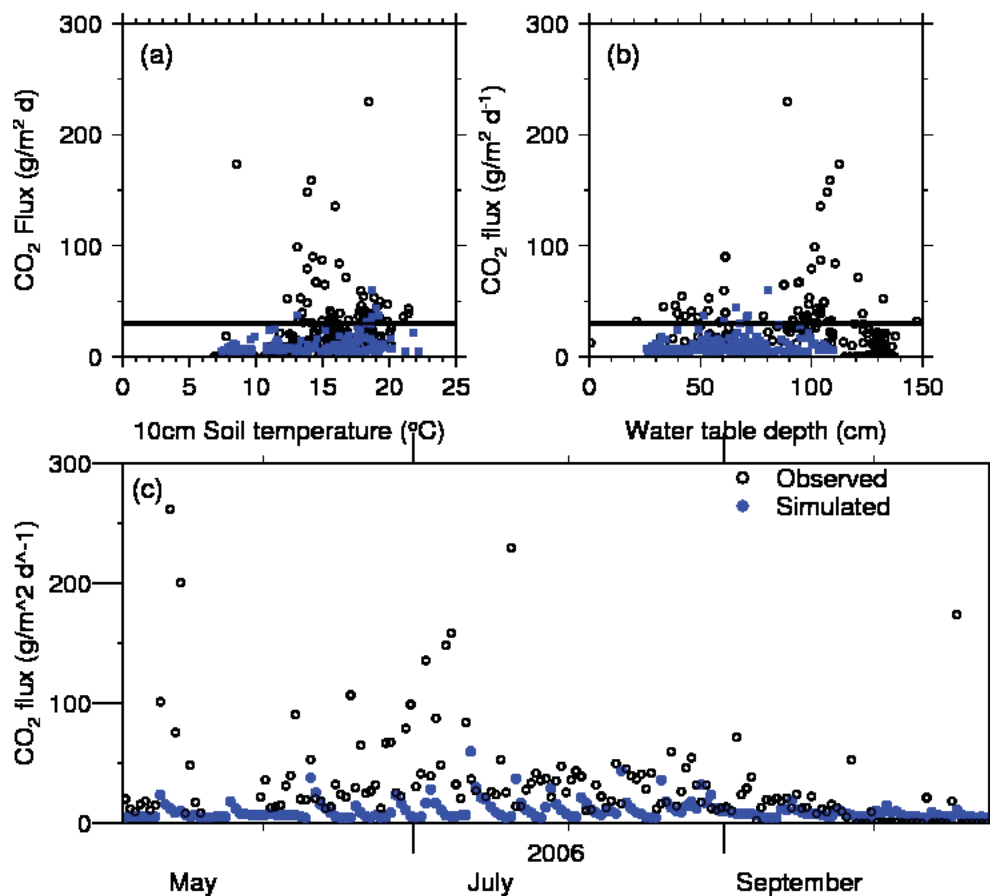 300
200
100
0
CO2 Flux (g/m² d)
(a)
0 5 10 15 20 25
10cm Soil temperature (ºC)
300
200
100
0
CO2 flux (g/m² d-1)
(b)
0 50 100 150
Water table depth (cm)
300
200
100
0
CO2 flux (g/m^2 d^-1)
(c)
Observed
Simulated
2006
May July September